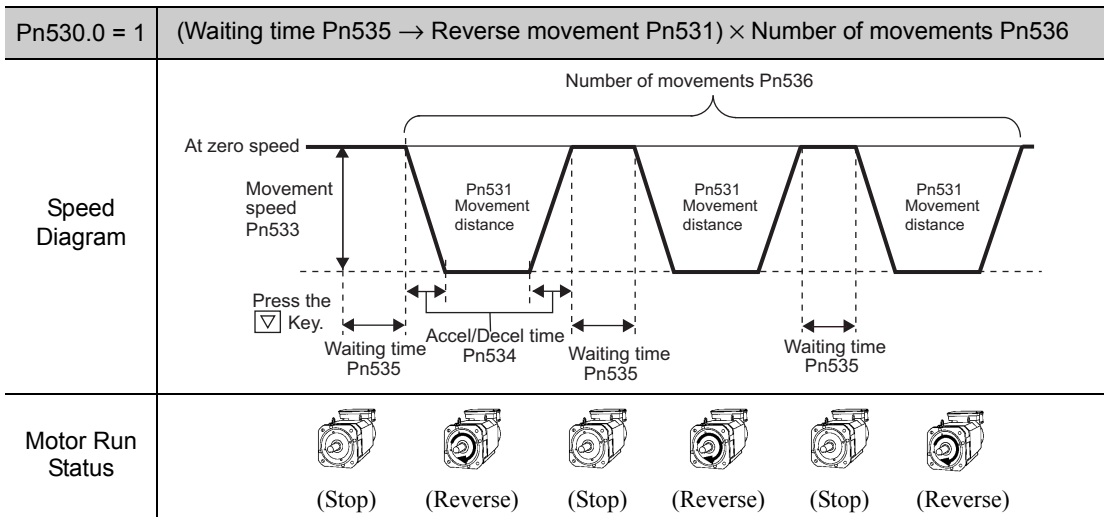 Pn530.0 = 1
(Waiting time Pn535 → Reverse movement Pn531) × Number of movements Pn536
Speed
Diagram
Number of movements Pn536
At zero speed
Movement
speed
Pn533
Pn531
Movement
distance
Pn531
Movement
distance
Pn531
Movement
distance
Press the
▽ Key.
Waiting time
Pn535
Accel/Decel time
Pn534
Waiting time
Pn535
Waiting time
Pn535
Motor Run
Status
(Stop) (Reverse) (Stop) (Reverse) (Stop) (Reverse)